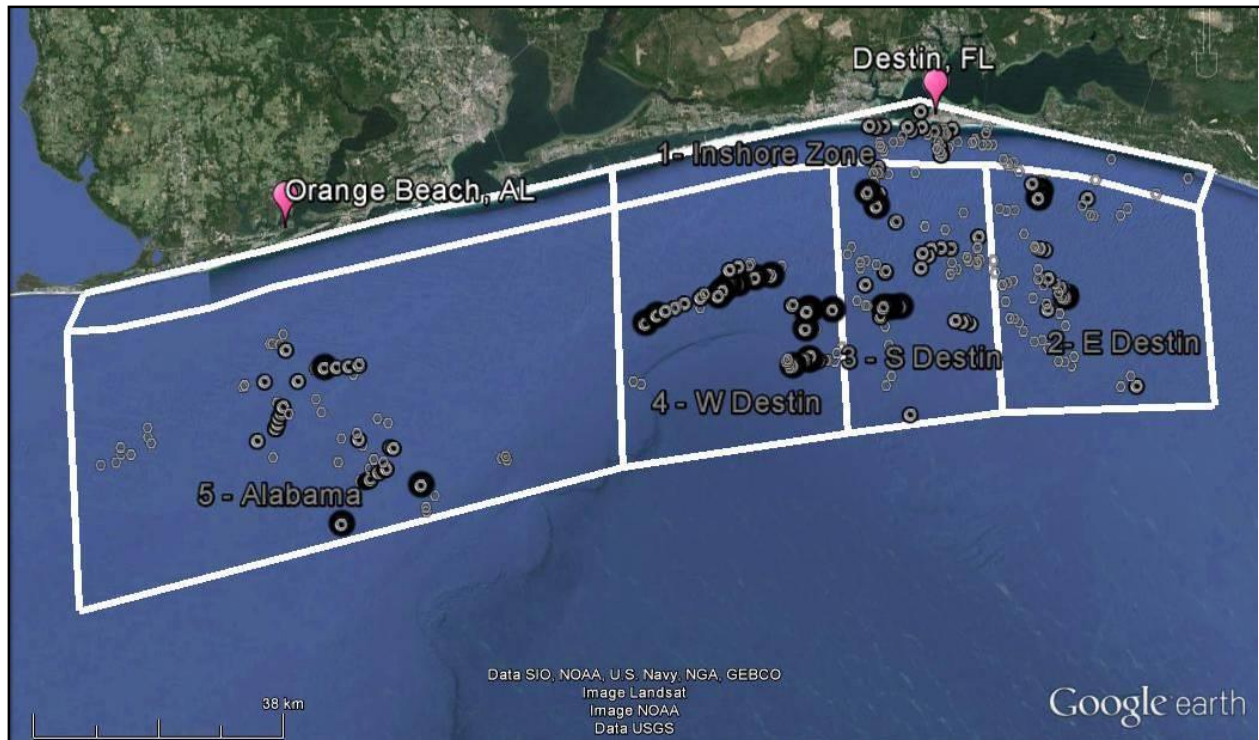 Destin, FL
1- Inshore Zone
Orange Beach, AL
2- E Destin
3 - S Destin
4 - W Destin
5 - Alabama
Data SIO, NOAA, U.S. Navy, NGA, GEBCO
Image Landsat
Image NOAA
Data USGS
38 km
Google earth